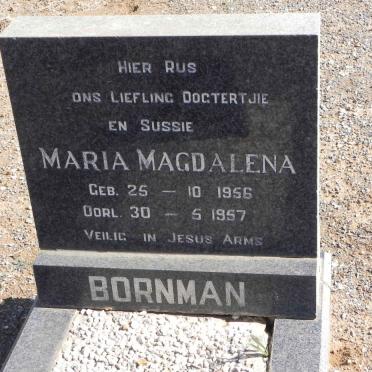 Hier Rus
ons Liefling Dogtertjie
en Sussie
Maria Magdalena
Geb. 25 – 10 1956
Oorl. 30 – 5 1957
Veilig in Jesus Arms
BORNMAN